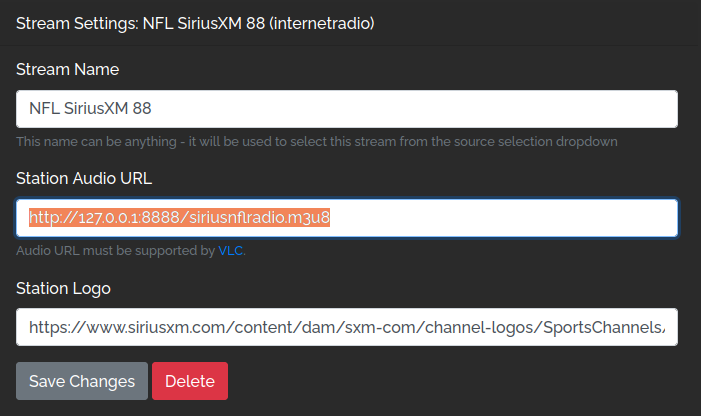 Stream Settings: NFL SiriusXM 88 (internetradio)
Stream Name
NFL SiriusXM 88
This name can be anything - it will be used to select this stream from the source selection dropdown
Station Audio URL
http://127.0.0.1:8888/siriusnflradio.m3u8
Audio URL must be supported by VLC.
Station Logo
https://www.siriusxm.com/content/dam/sxm-com/channel-logos/SportsChannels/
Save Changes Delete